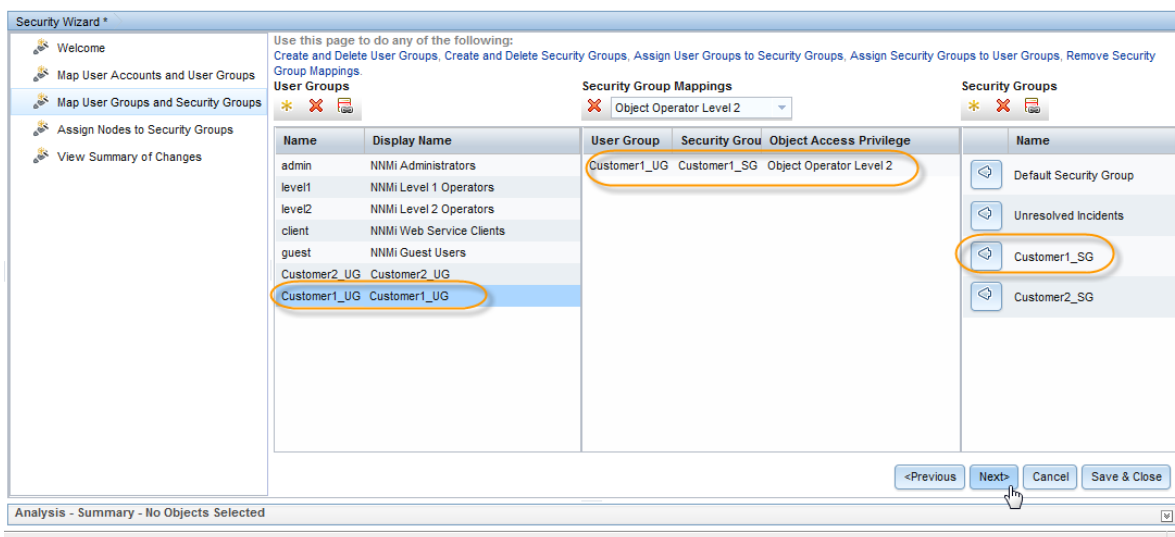 Security Wizard *
Welcome
Map User Accounts and User Groups
Map User Groups and Security Groups
Assign Nodes to Security Groups
View Summary of Changes
Use this page to do any of the following:
Create and Delete User Groups, Create and Delete Security Groups, Assign User Groups to Security Groups, Assign Security Groups to User Groups, Remove Security
Group Mappings.
User Groups
Name Display Name
admin NNMi Administrators
level1 NNMi Level 1 Operators
level2 NNMi Level 2 Operators
client NNMi Web Service Clients
guest NNMi Guest Users
Customer2_UG Customer2_UG
Customer1_UG Customer1_UG
Security Group Mappings
Object Operator Level 2
User Group Security Grou Object Access Privilege
Customer1_UG Customer1_SG Object Operator Level 2
Security Groups
Name
Default Security Group
Unresolved Incidents
Customer1_SG
Customer2_SG
<Previous Next> Cancel Save & Close
Analysis - Summary - No Objects Selected